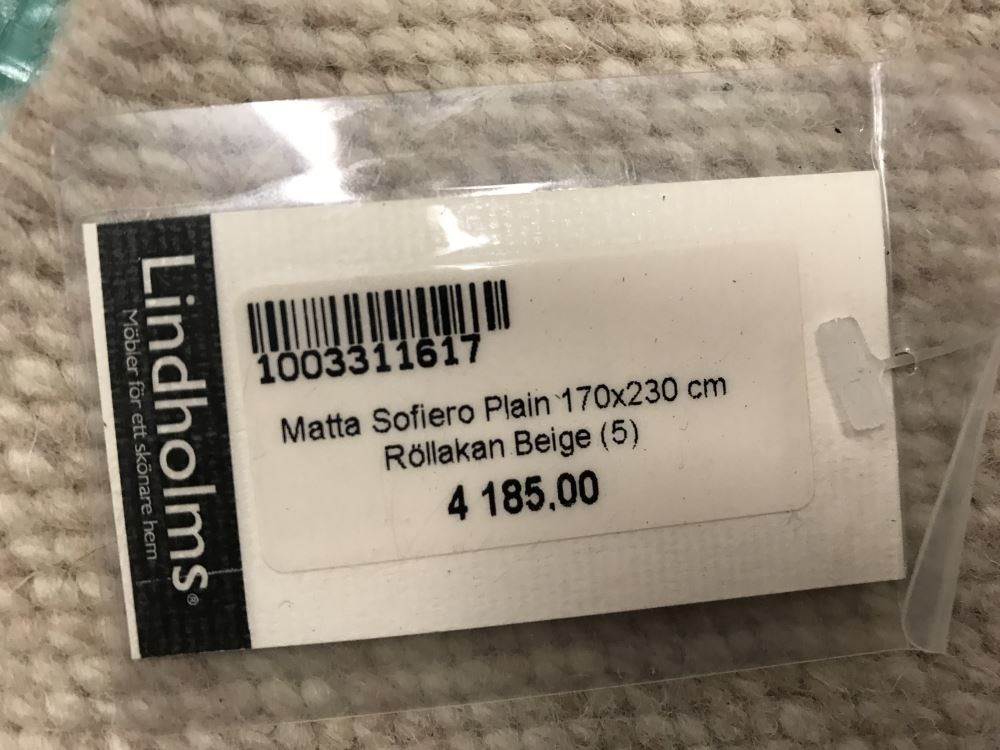 Lindholms®
Möbler för ett skönare hem
1003311617
Matta Sofiero Plain 170x230 cm
Röllakan Beige (5)
4 185,00